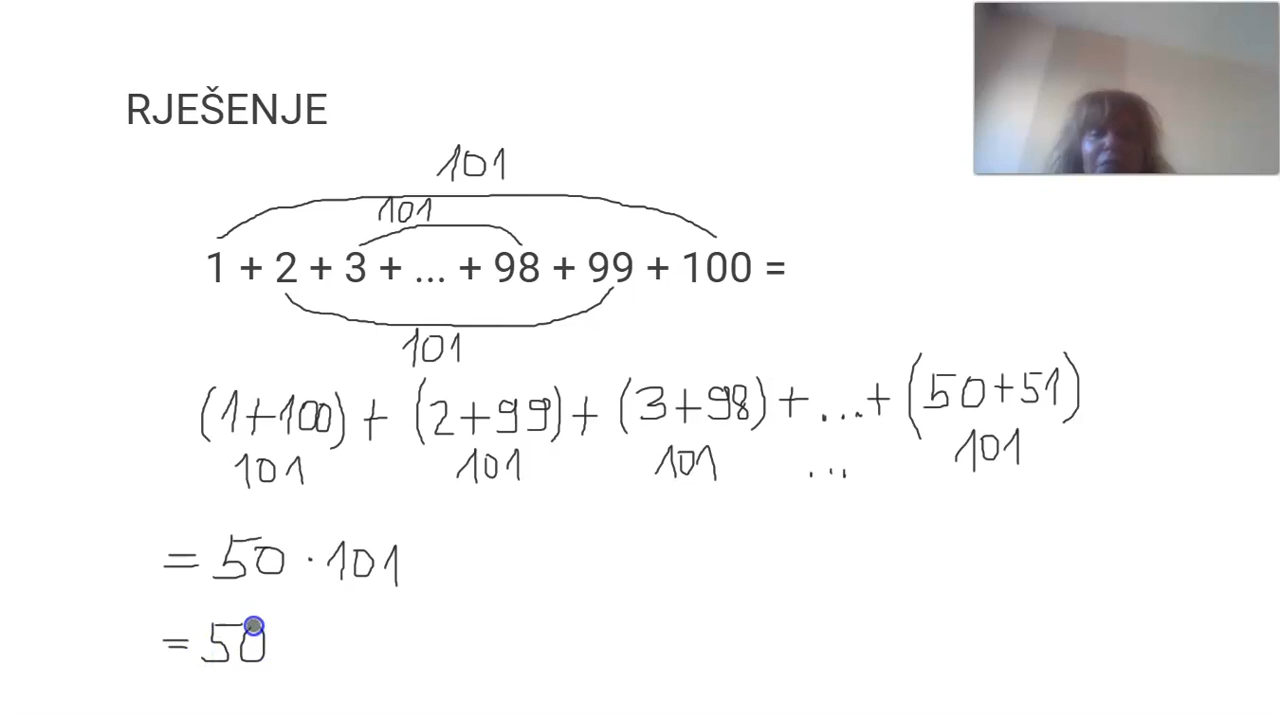 RJEŠENJE
101
101
1 + 2 + 3 + ... + 98 + 99 + 100 =
101
(1+100) + (2+99) + (3+98) + ... + (50+51)
101 101 101 ... 101
= 50 · 101
= 50